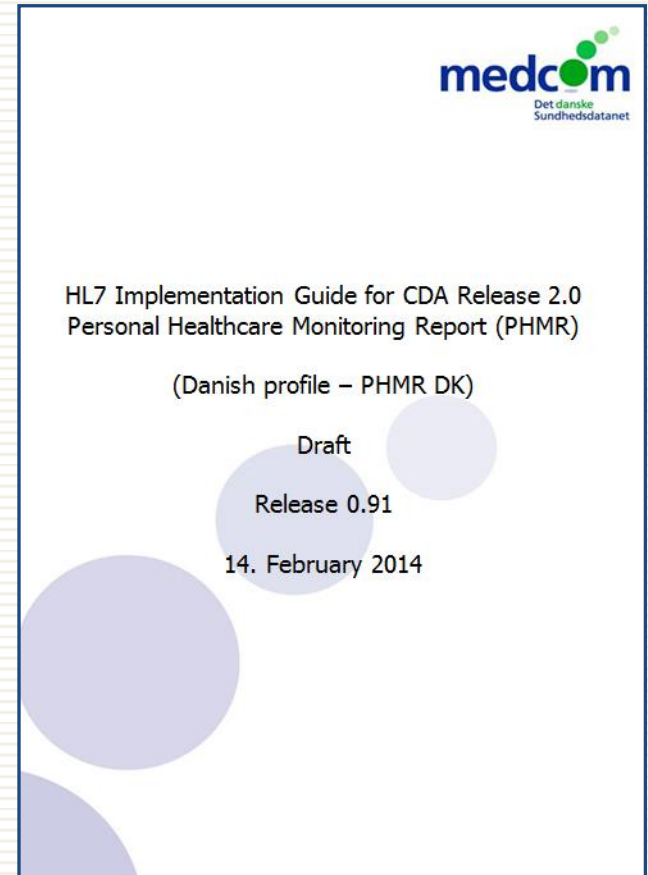 medcom
Det danske
Sundhedsdatanet
HL7 Implementation Guide for CDA Release 2.0
Personal Healthcare Monitoring Report (PHMR)
(Danish profile – PHMR DK)
Draft
Release 0.91
14. February 2014